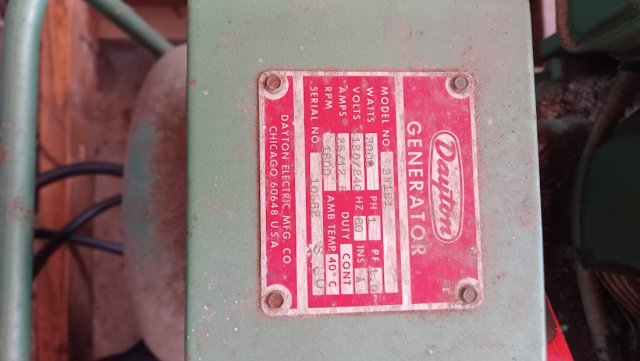 Dayton
GENERATOR
MODEL NO.
WATTS 3000 PH 1 PF 1.0
VOLTS 120/240 HZ 60 INS A
AMPS 25/12.5 DUTY CONT
RPM 1800 AMB TEMP. 40°C
SERIAL NO.
DAYTON ELECTRIC MFG. CO.
CHICAGO 60648 U.S.A.